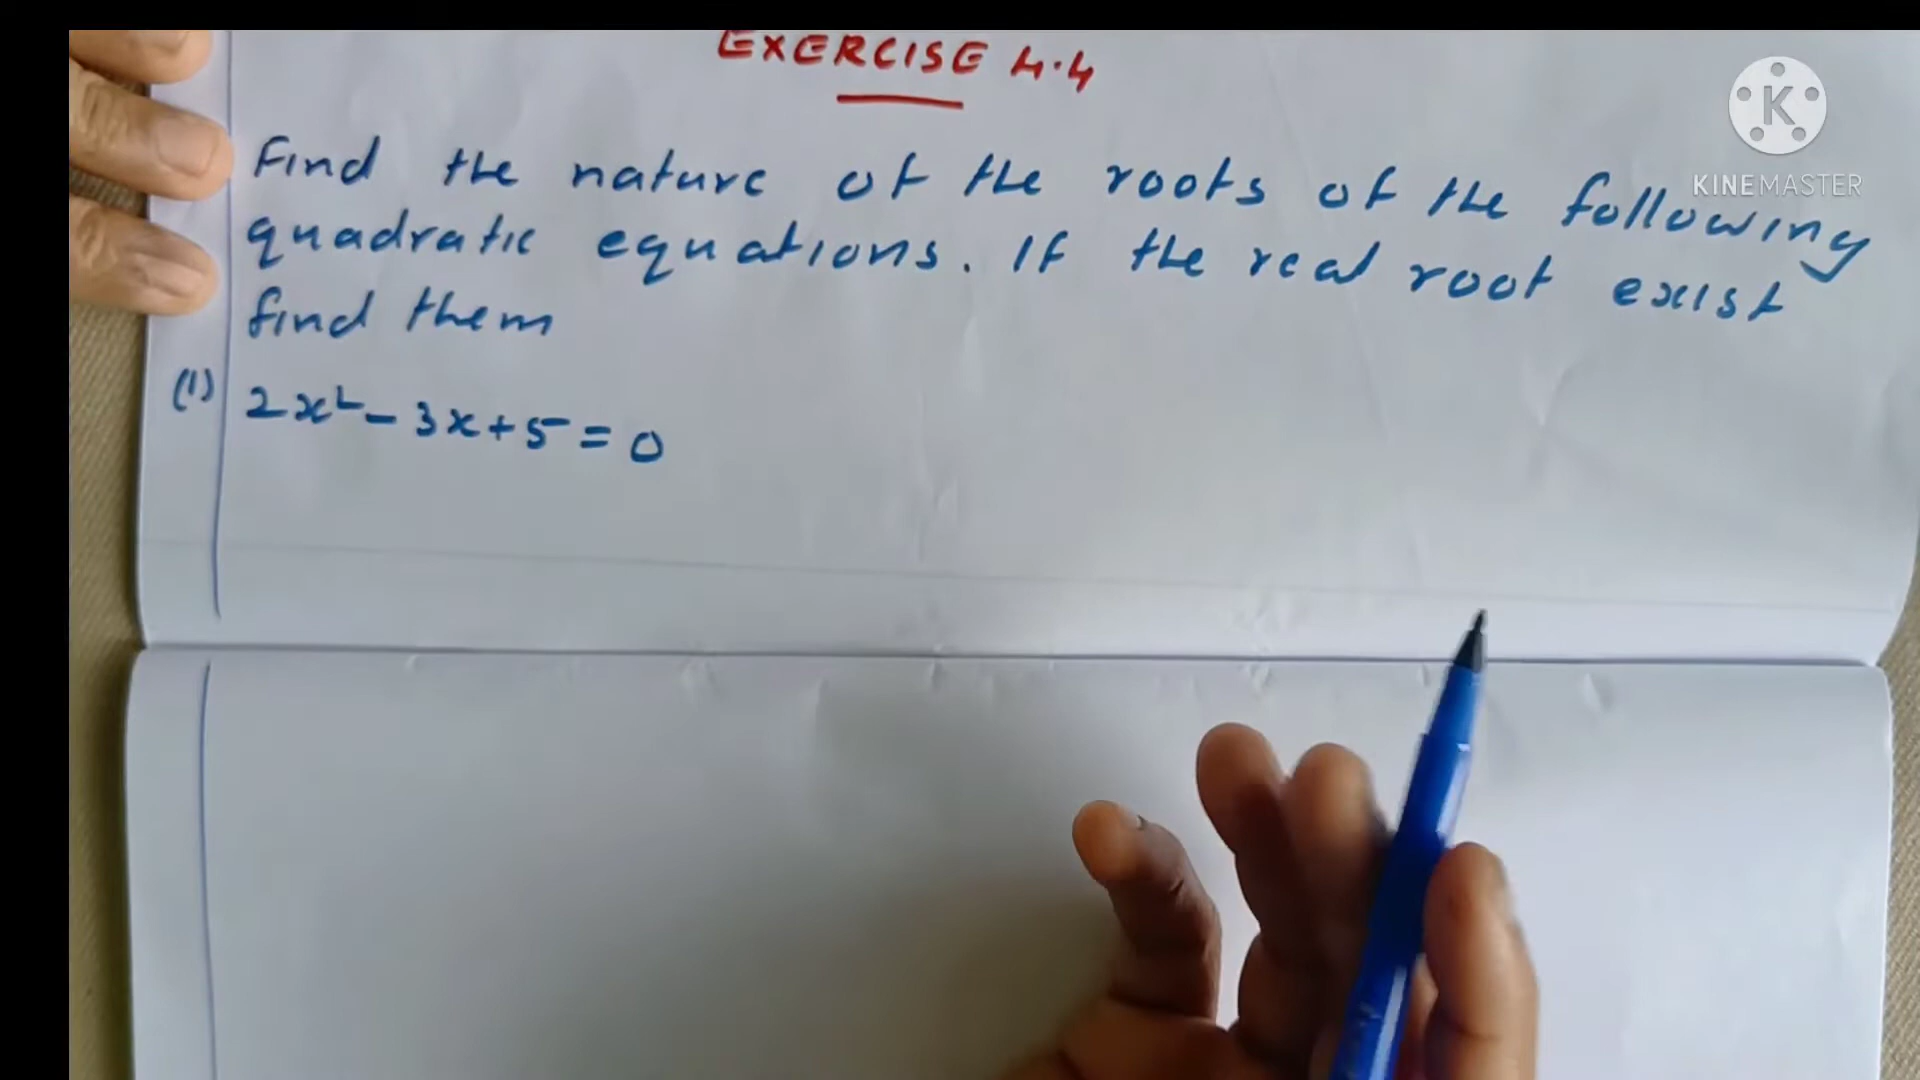 EXERCISE 4.4
Find the nature of the roots of the following
quadratic equations. If the real root exist
find them
(1) 2x² - 3x + 5 = 0
K
KINEMASTER